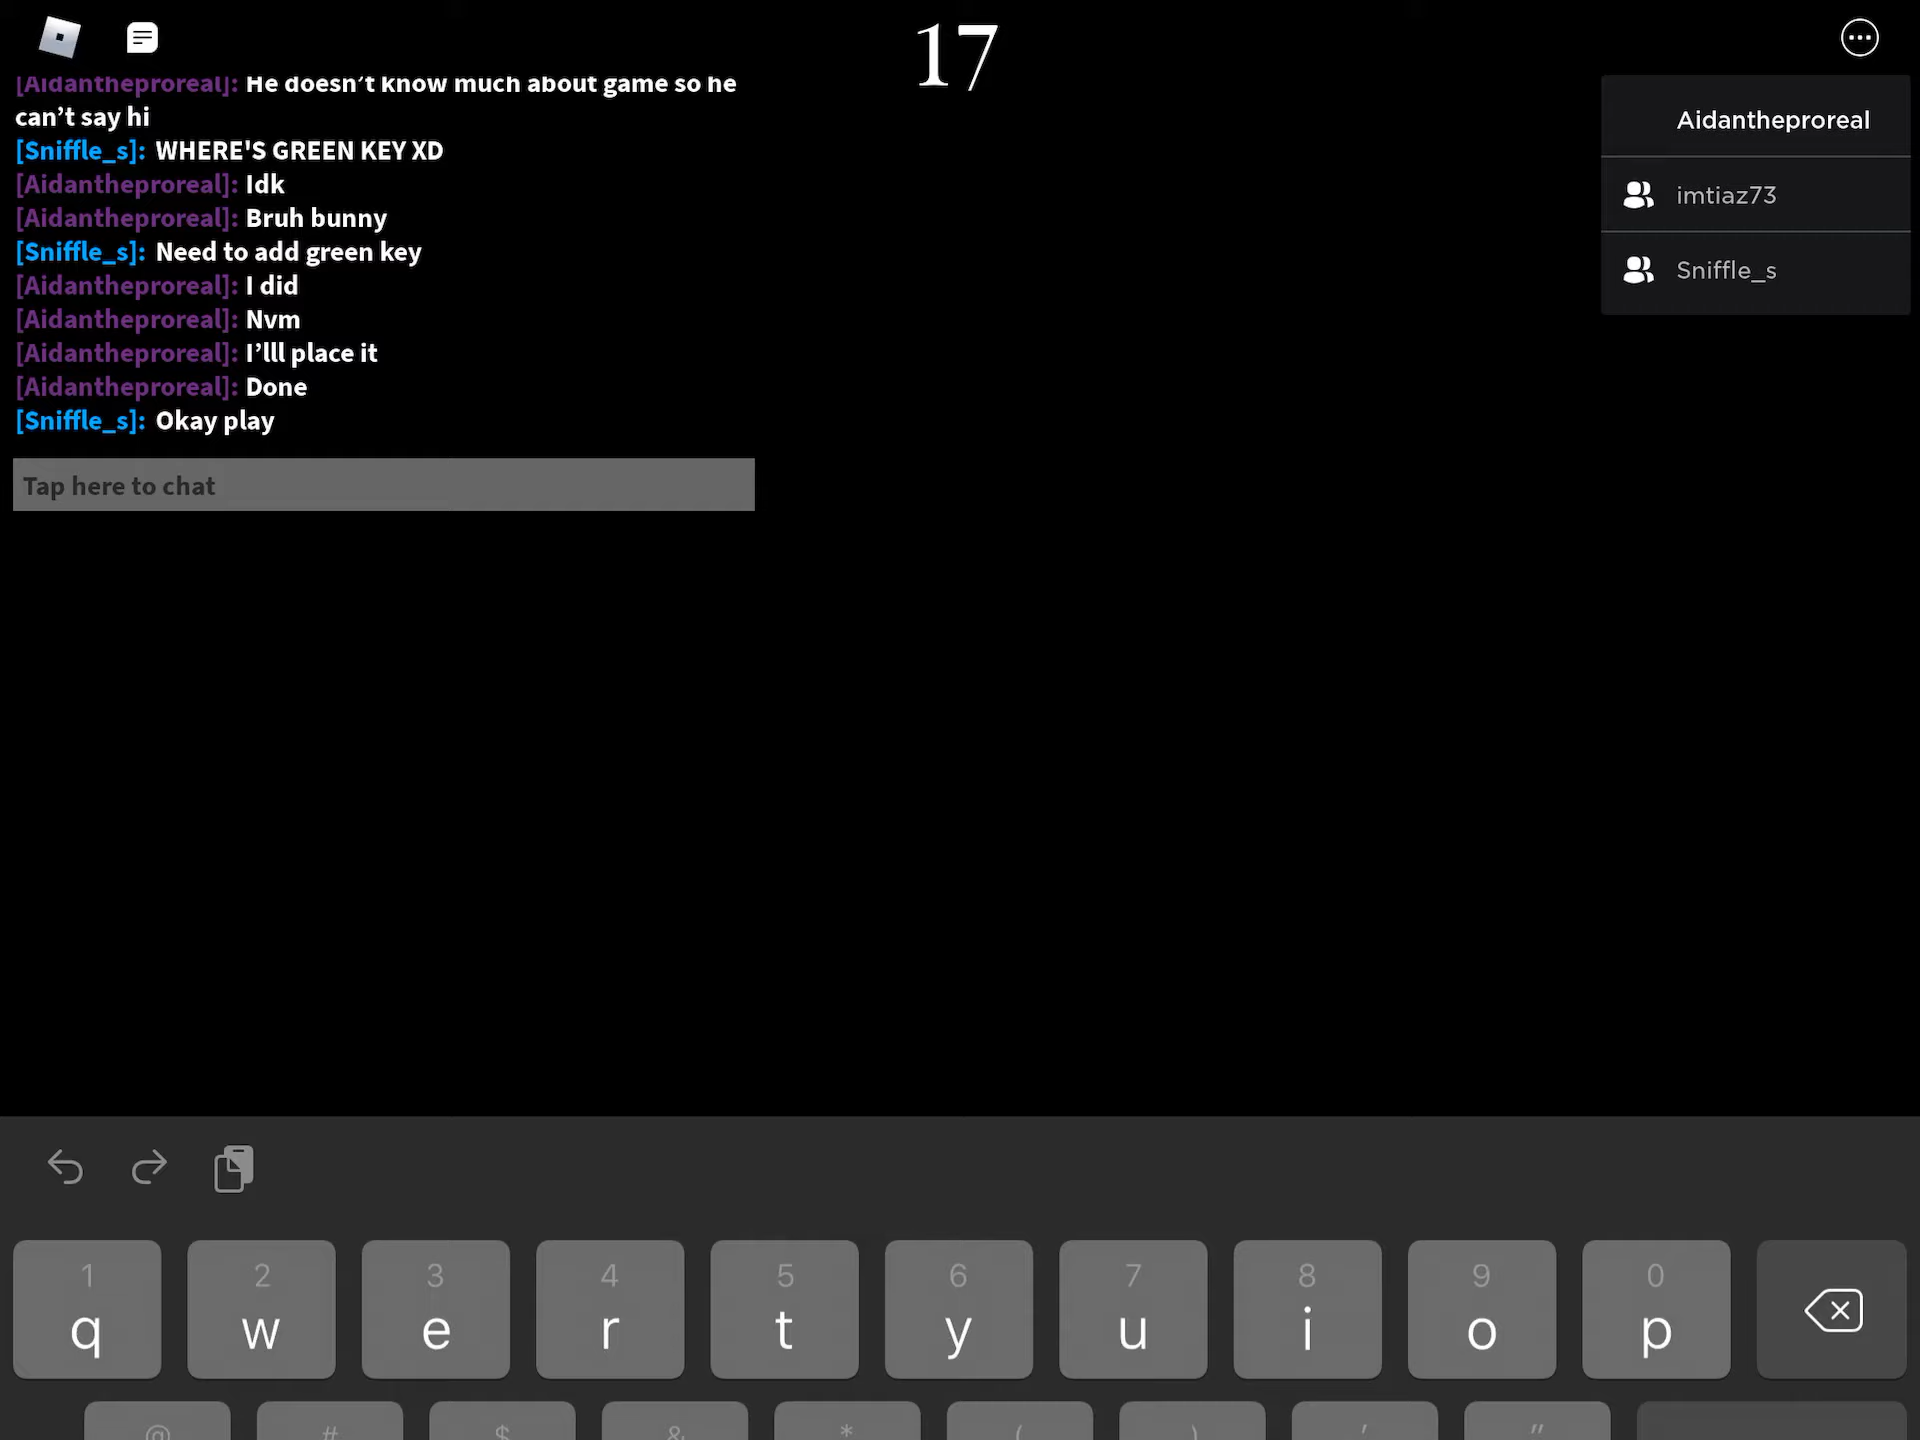 17
[Aidantheproreal]: He doesn’t know much about game so he
can’t say hi
[Sniffle_s]: WHERE'S GREEN KEY XD
[Aidantheproreal]: Idk
[Aidantheproreal]: Bruh bunny
[Sniffle_s]: Need to add green key
[Aidantheproreal]: I did
[Aidantheproreal]: Nvm
[Aidantheproreal]: I’lll place it
[Aidantheproreal]: Done
[Sniffle_s]: Okay play
Tap here to chat
Aidantheproreal
imtiaz73
Sniffle_s
1 2 3 4 5 6 7 8 9 0
q w e r t y u i o p
@ # $ & * ( ) ' "